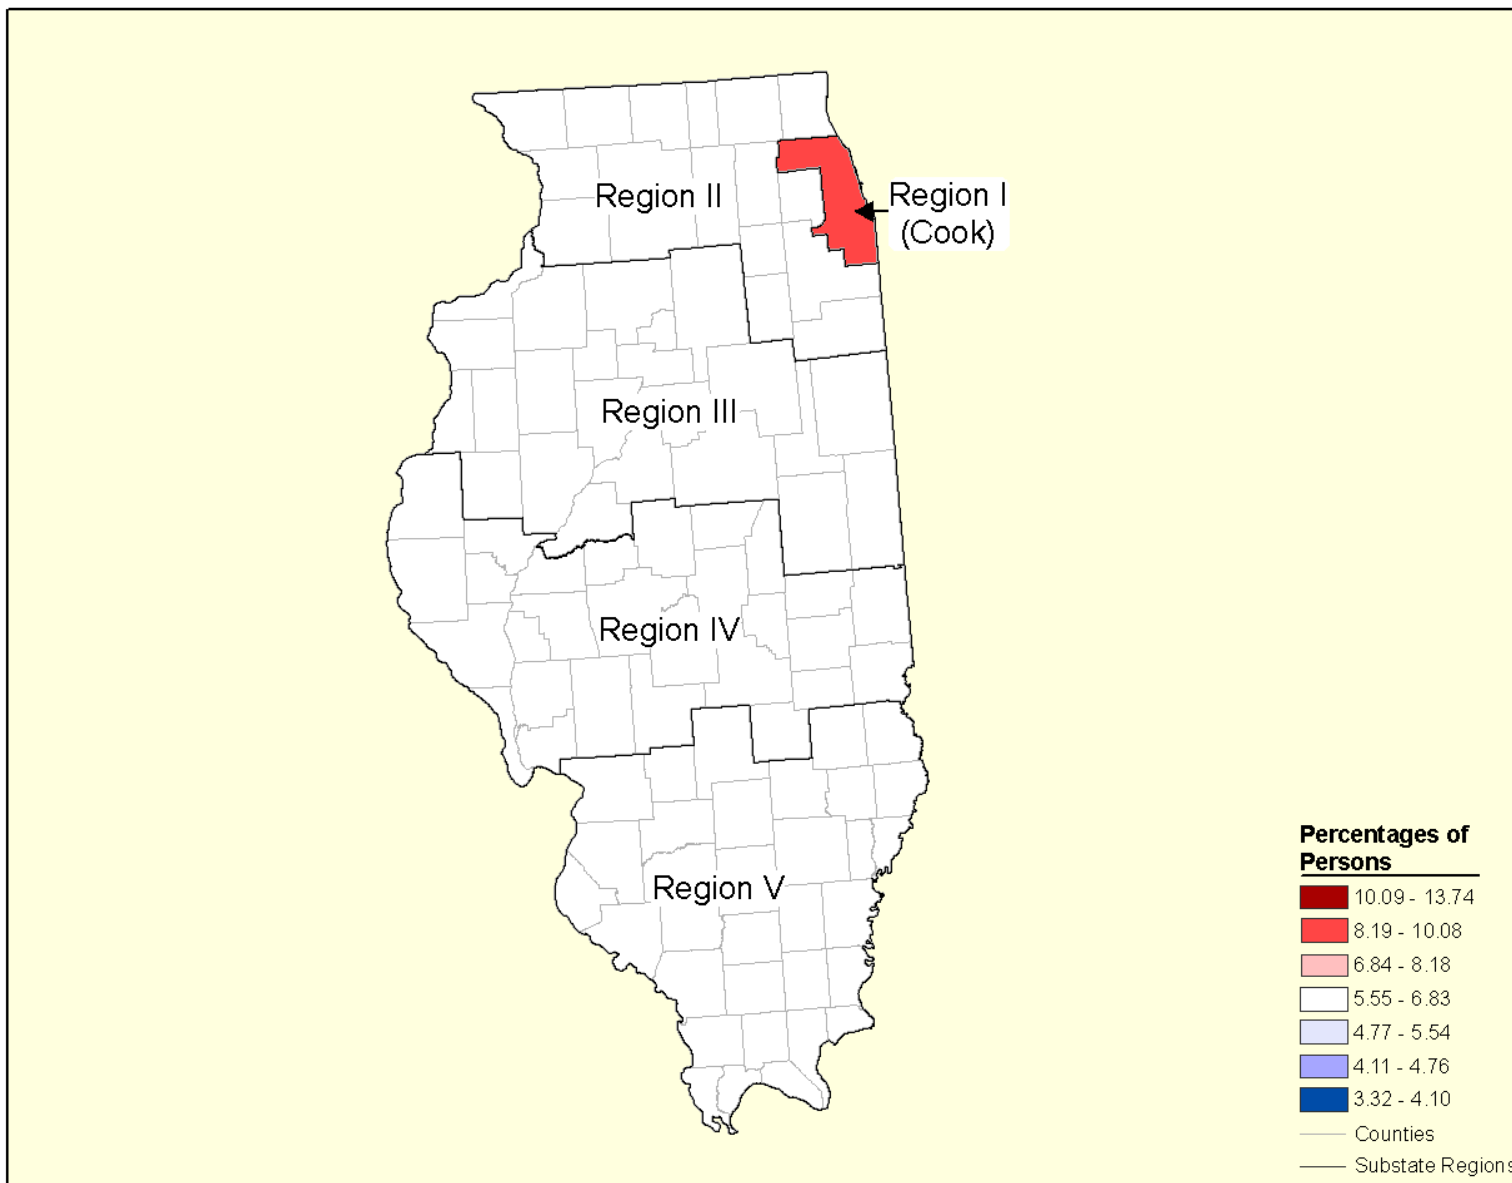 Region II
Region I
(Cook)
Region III
Region IV
Region V
Percentages of
Persons
10.09 - 13.74
8.19 - 10.08
6.84 - 8.18
5.55 - 6.83
4.77 - 5.54
4.11 - 4.76
3.32 - 4.10
Counties
Substate Regions